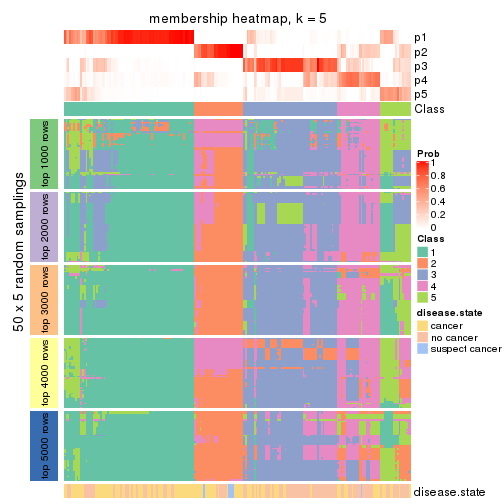 membership heatmap, k = 5
p1
p2
p3
p4
p5
Class
50 x 5 random samplings
top 1000 rows
top 2000 rows
top 3000 rows
top 4000 rows
top 5000 rows
Prob
1
0.8
0.6
0.4
0.2
0
Class
1
2
3
4
5
disease.state
cancer
no cancer
suspect cancer
disease.state